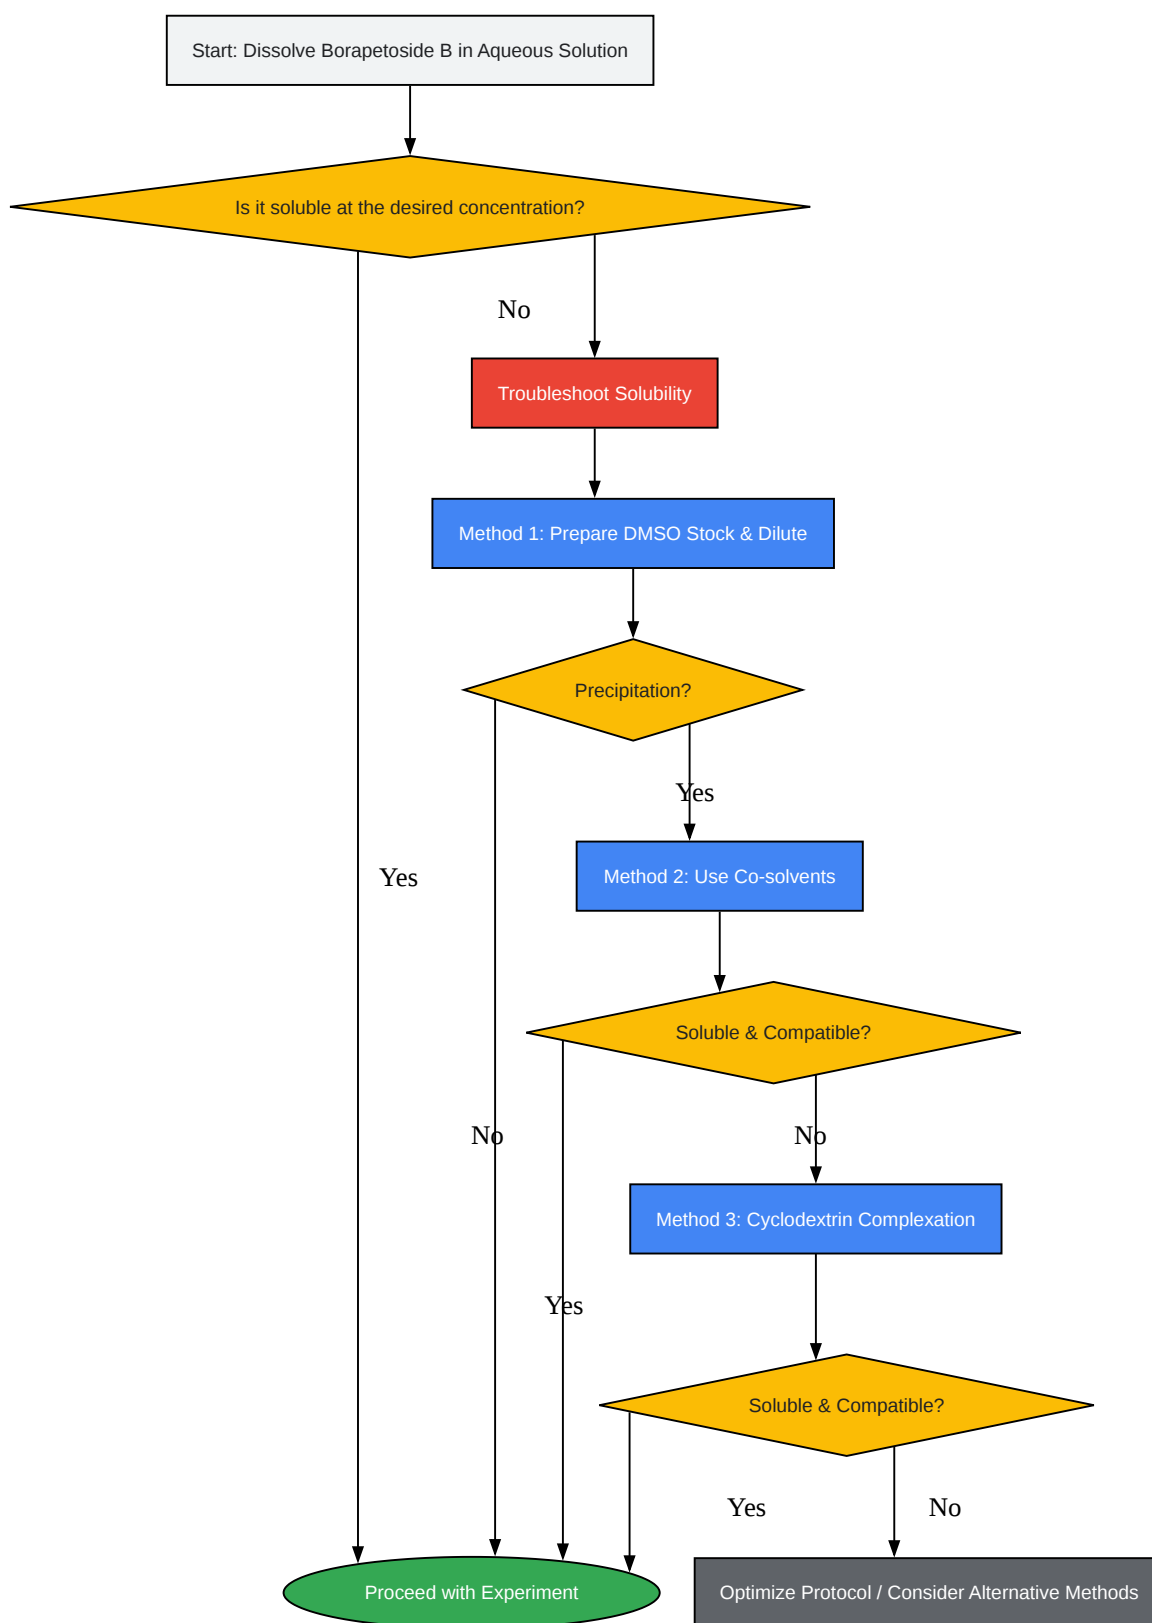 Start: Dissolve Borapetoside B in Aqueous Solution
Is it soluble at the desired concentration?
No
Troubleshoot Solubility
Method 1: Prepare DMSO Stock & Dilute
Precipitation?
Yes
Method 2: Use Co-solvents
Yes
Soluble & Compatible?
No
No
Method 3: Cyclodextrin Complexation
Yes
Soluble & Compatible?
Yes
No
Proceed with Experiment
Optimize Protocol / Consider Alternative Methods